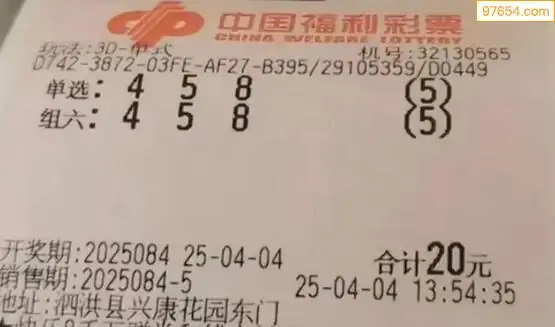 97654.com
中国福利彩票
CHINA WELFARE LOTTERY
玩法:3D-单式 机号:32130565
D742-3872-03FE-AF27-B395/29105359/D0449
单选: 4 5 8 (5)
组六: 4 5 8 (5)
开奖期:2025084 25-04-04 合计20元
销售期:2025084-5 25-04-04 13:54:35
地址:泗洪县兴康花园东门